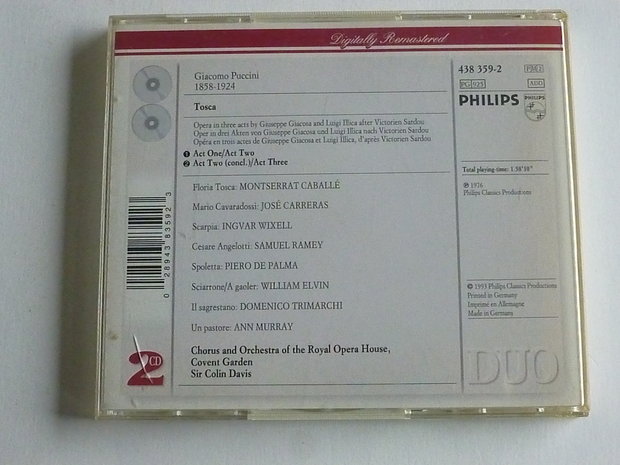 Digitally Remastered
Giacomo Puccini
1858-1924
Tosca
Opera in three acts by Giuseppe Giacosa and Luigi Illica after Victorien Sardou
Oper in drei Akten von Giuseppe Giacosa und Luigi Illica nach Victorien Sardou
Opéra en trois actes de Giuseppe Giacosa et Luigi Illica, d'après Victorien Sardou
1 Act One/Act Two
2 Act Two (concl.)/Act Three
Floria Tosca: MONTSERRAT CABALLÉ
Mario Cavaradossi: JOSÉ CARRERAS
Scarpia: INGVAR WIXELL
Cesare Angelotti: SAMUEL RAMEY
Spoletta: PIERO DE PALMA
Sciarrone/A gaoler: WILLIAM ELVIN
Il sagrestano: DOMENICO TRIMARCHI
Un pastore: ANN MURRAY
Chorus and Orchestra of the Royal Opera House,
Covent Garden
Sir Colin Davis
0 28943 83592 3
2 CD
438 359-2
PG 925
ADD
PHILIPS
PHILIPS
Total playing time: 1:58'10"
℗ 1976
Philips Classics Productions
© 1993 Philips Classics Productions
Printed in Germany
Imprimé en Allemagne
Made in Germany
DUO